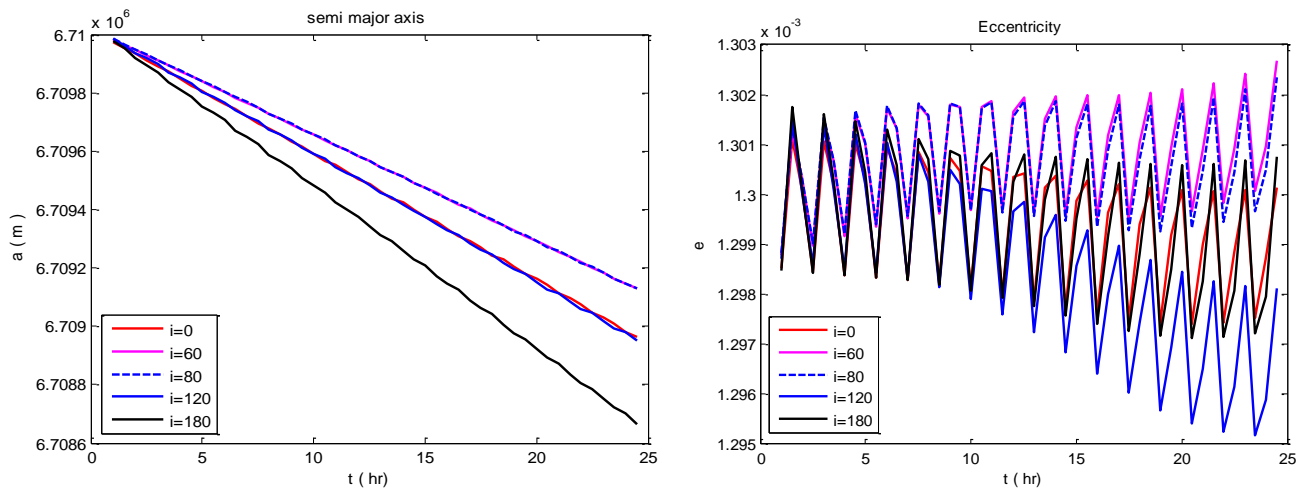 semi major axis
x 10^6
6.71
6.7098
6.7096
6.7094
6.7092
6.709
6.7088
6.7086
a ( m )
0 5 10 15 20 25
t ( hr)
i=0
i=60
i=80
i=120
i=180
Eccentricity
x 10^-3
1.303
1.302
1.301
1.3
1.299
1.298
1.297
1.296
1.295
e
0 5 10 15 20 25
t ( hr)
i=0
i=60
i=80
i=120
i=180